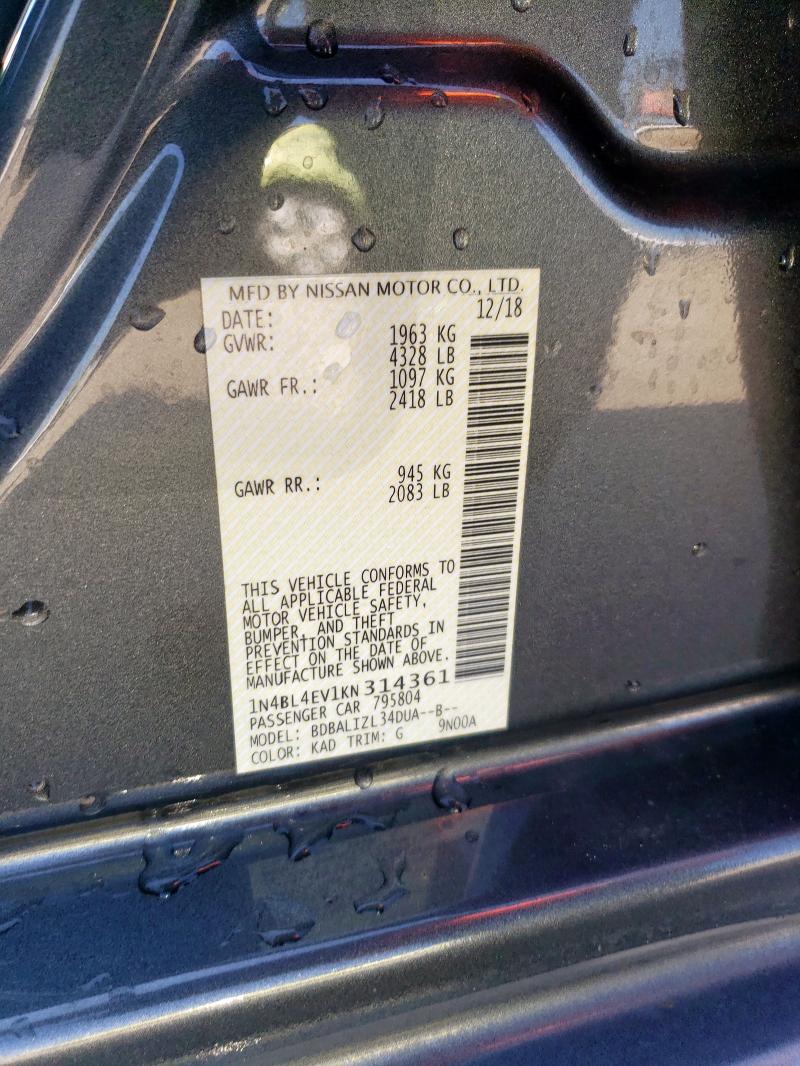 MFD BY NISSAN MOTOR CO., LTD.
DATE: 12/18
GVWR: 1963 KG
4328 LB
GAWR FR.: 1097 KG
2418 LB
GAWR RR.: 945 KG
2083 LB
THIS VEHICLE CONFORMS TO
ALL APPLICABLE FEDERAL
MOTOR VEHICLE SAFETY,
BUMPER, AND THEFT
PREVENTION STANDARDS IN
EFFECT ON THE DATE OF
MANUFACTURE SHOWN ABOVE.
1N4BL4EV1KN314361
PASSENGER CAR 795804
MODEL: BDBALIZL34DUA--B--
COLOR: KAD TRIM: G 9N00A